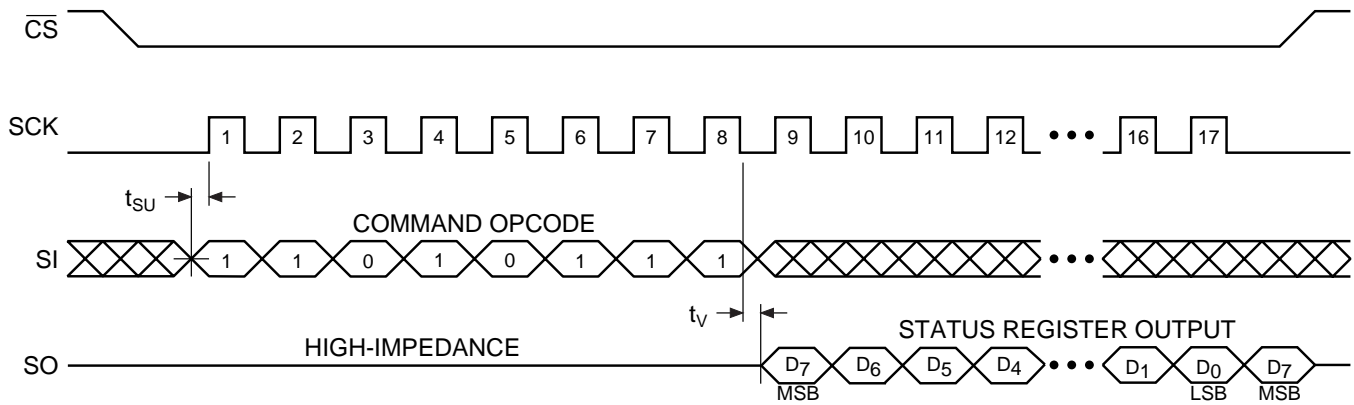 CS
SCK
1 2 3 4 5 6 7 8 9 10 11 12 ••• 16 17
tSU
COMMAND OPCODE
SI
1 1 0 1 0 1 1 1 •••
tV
HIGH-IMPEDANCE
STATUS REGISTER OUTPUT
SO
D7 D6 D5 D4 ••• D1 D0 D7
MSB LSB MSB